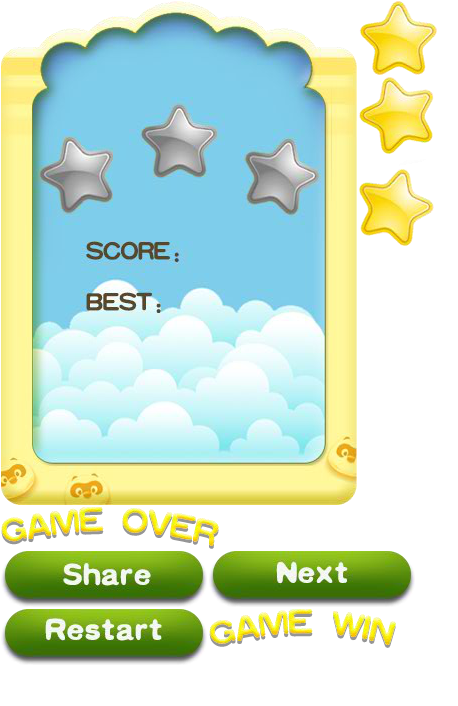 SCORE：
BEST：
GAME OVER
Share
Next
Restart
GAME WIN